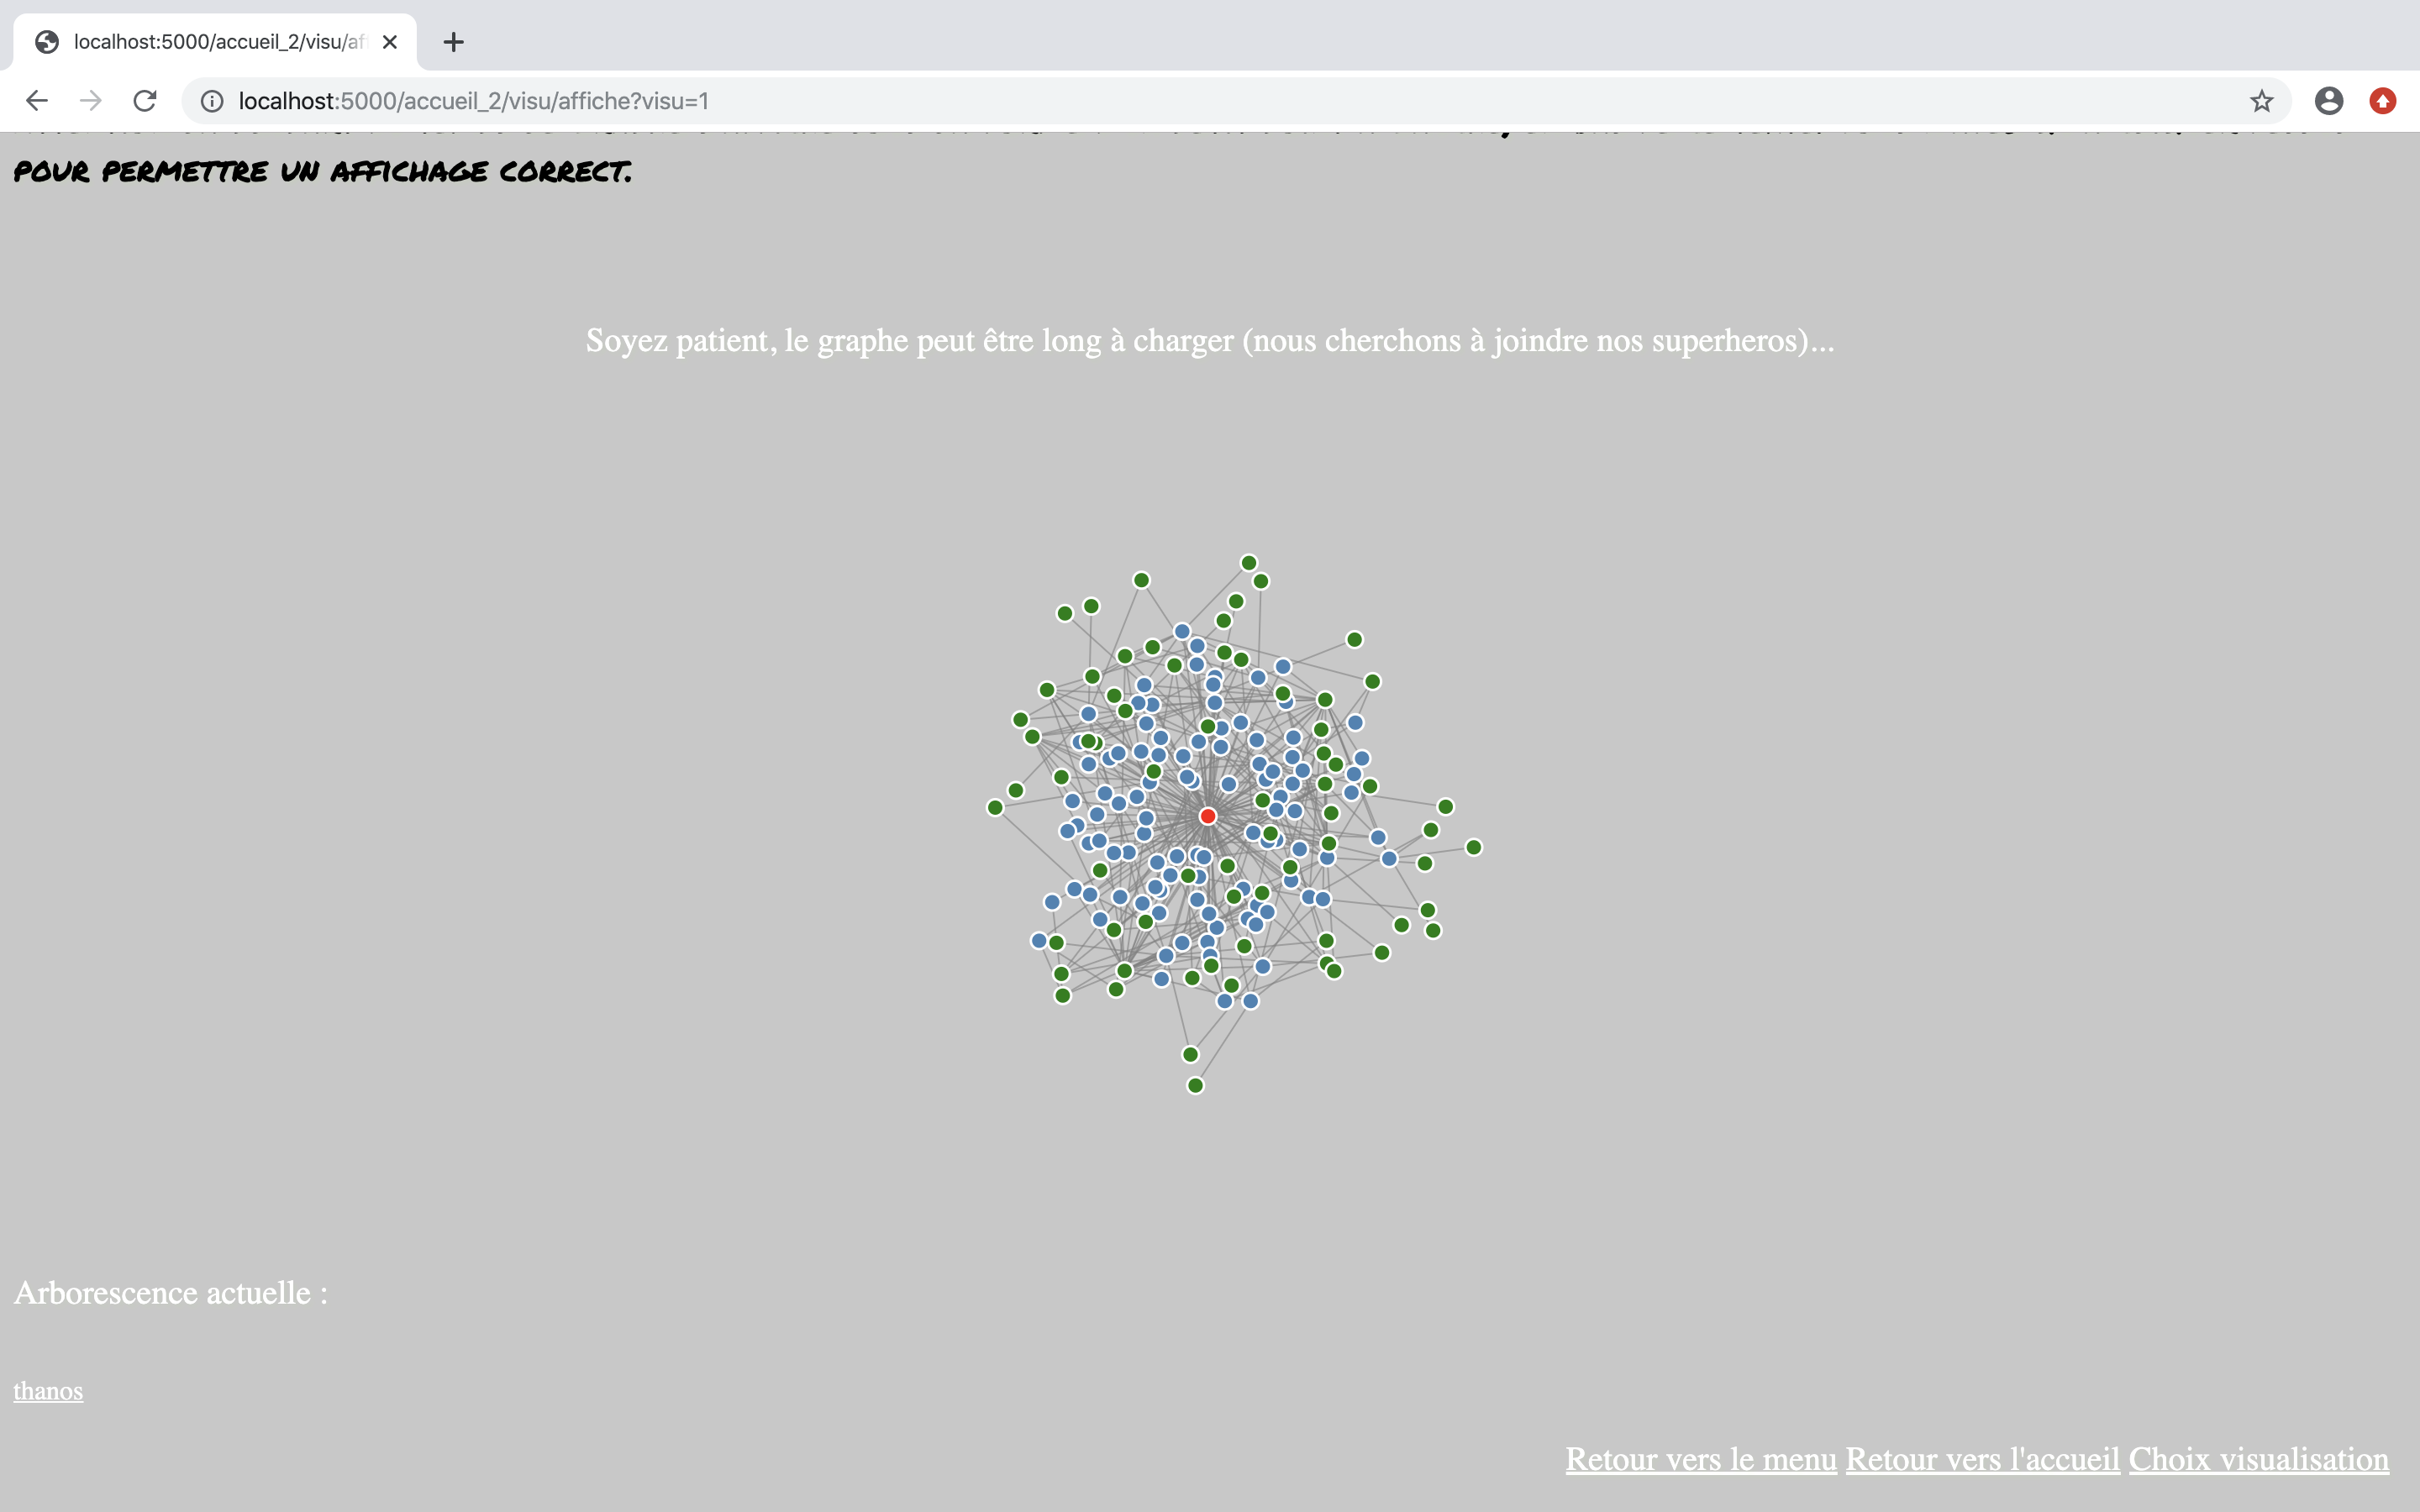 localhost:5000/accueil_2/visu/af
localhost:5000/accueil_2/visu/affiche?visu=1
POUR PERMETTRE UN AFFICHAGE CORRECT.
Soyez patient, le graphe peut être long à charger (nous cherchons à joindre nos superheros)...
Arborescence actuelle :
thanos
Retour vers le menu Retour vers l'accueil Choix visualisation